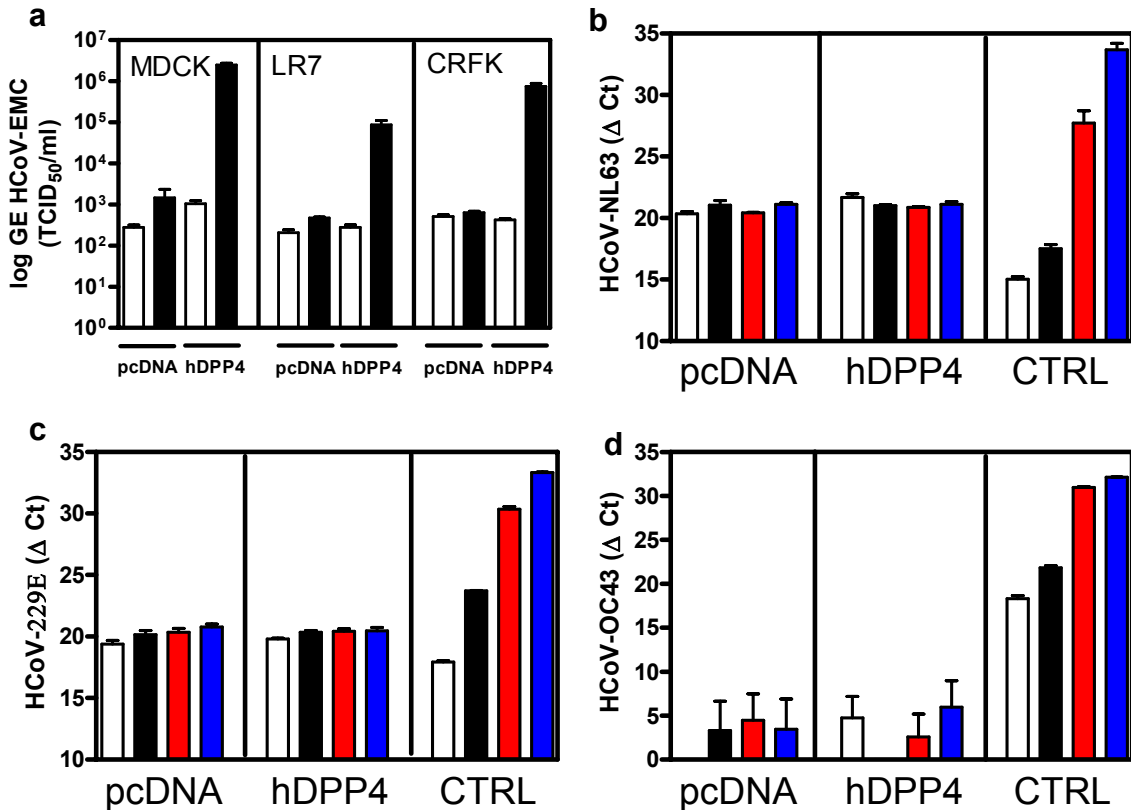 a
log GE HCoV-EMC
(TCID50/ml)
10^7
10^6
10^5
10^4
10^3
10^2
10^1
10^0
MDCK
LR7
CRFK
pcDNA hDPP4
pcDNA hDPP4
pcDNA hDPP4
b
HCoV-NL63 (Δ Ct)
35
30
25
20
15
10
pcDNA
hDPP4
CTRL
c
HCoV-229E (Δ Ct)
35
30
25
20
15
10
pcDNA
hDPP4
CTRL
d
HCoV-OC43 (Δ Ct)
35
30
25
20
15
10
5
0
pcDNA
hDPP4
CTRL